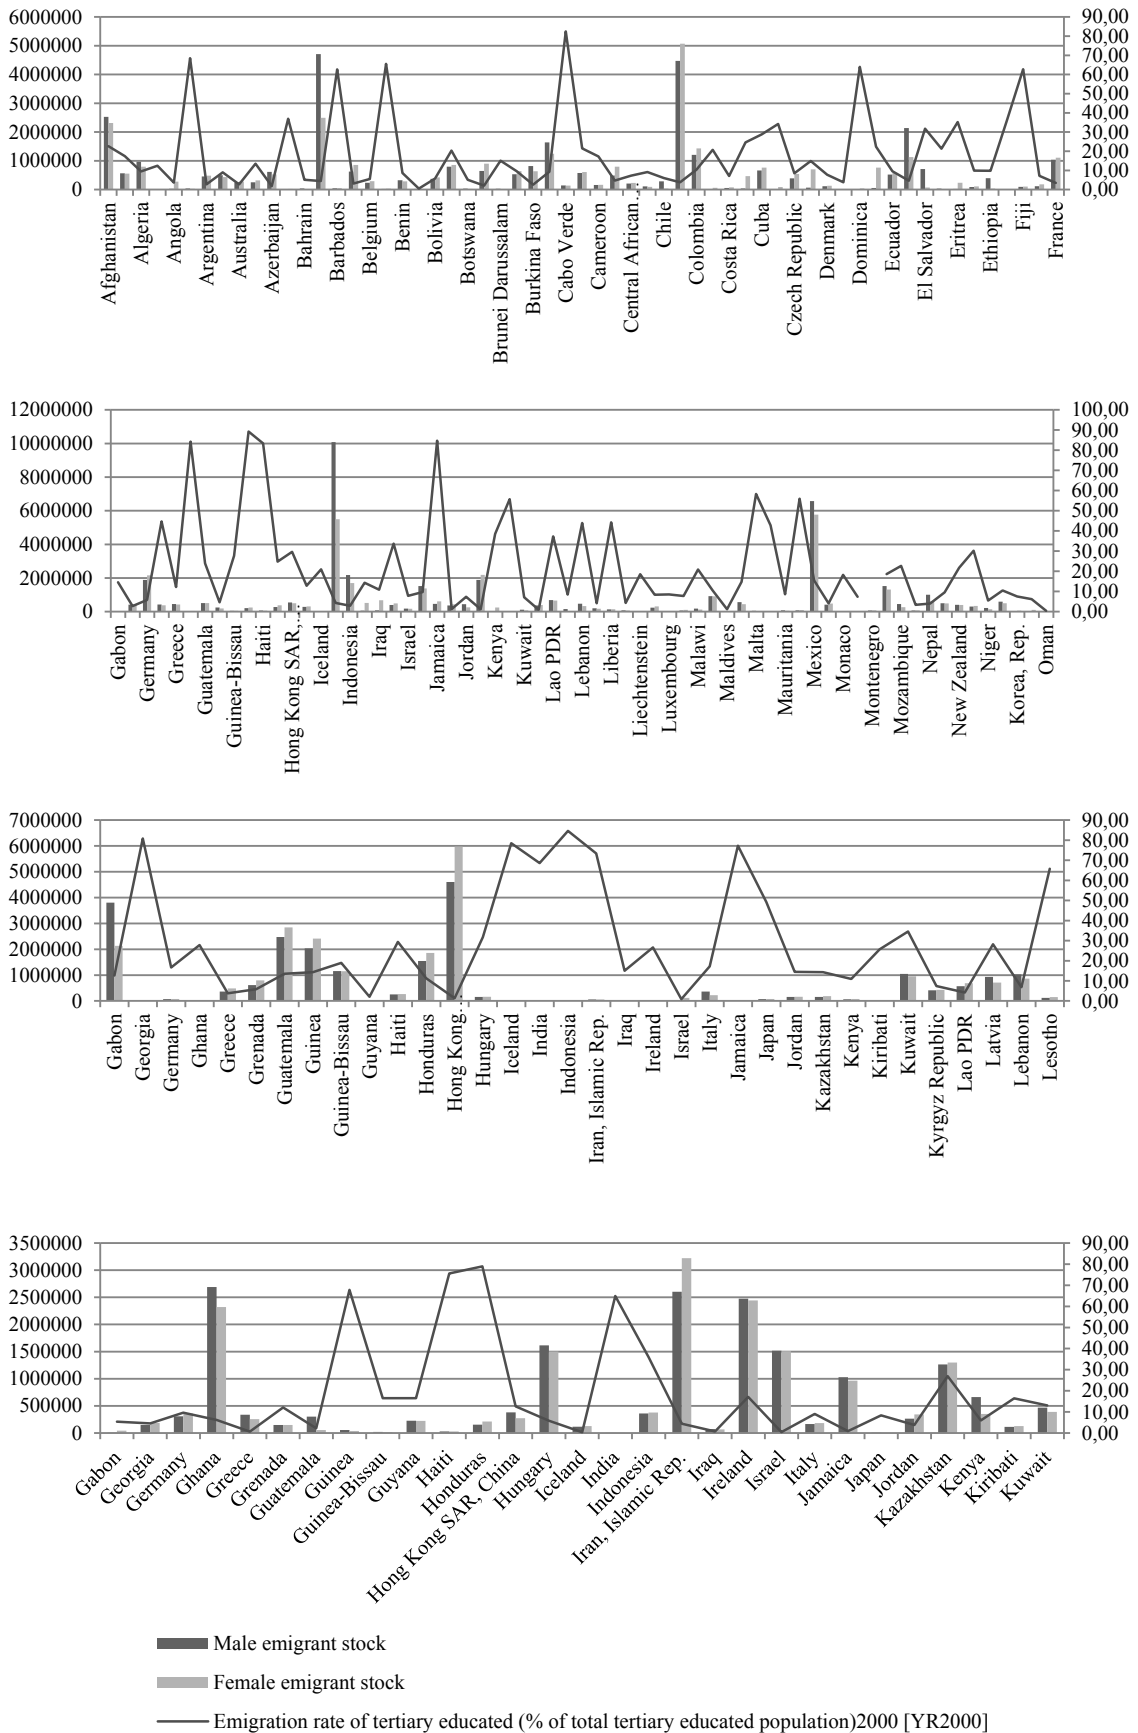 6000000
5000000
4000000
3000000
2000000
1000000
0
90,00
80,00
70,00
60,00
50,00
40,00
30,00
20,00
10,00
0,00
Afghanistan
Algeria
Angola
Argentina
Australia
Azerbaijan
Bahrain
Barbados
Belgium
Benin
Bolivia
Botswana
Brunei Darussalam
Burkina Faso
Cabo Verde
Cameroon
Central African…
Chile
Colombia
Costa Rica
Cuba
Czech Republic
Denmark
Dominica
Ecuador
El Salvador
Eritrea
Ethiopia
Fiji
France
12000000
10000000
8000000
6000000
4000000
2000000
0
100,00
90,00
80,00
70,00
60,00
50,00
40,00
30,00
20,00
10,00
0,00
Gabon
Germany
Greece
Guatemala
Guinea-Bissau
Haiti
Hong Kong SAR,…
Iceland
Indonesia
Iraq
Israel
Jamaica
Jordan
Kenya
Kuwait
Lao PDR
Lebanon
Liberia
Liechtenstein
Luxembourg
Malawi
Maldives
Malta
Mauritania
Mexico
Monaco
Montenegro
Mozambique
Nepal
New Zealand
Niger
Korea, Rep.
Oman
7000000
6000000
5000000
4000000
3000000
2000000
1000000
0
90,00
80,00
70,00
60,00
50,00
40,00
30,00
20,00
10,00
0,00
Gabon
Georgia
Germany
Ghana
Greece
Grenada
Guatemala
Guinea
Guinea-Bissau
Guyana
Haiti
Honduras
Hong Kong…
Hungary
Iceland
India
Indonesia
Iran, Islamic Rep.
Iraq
Ireland
Israel
Italy
Jamaica
Japan
Jordan
Kazakhstan
Kenya
Kiribati
Kuwait
Kyrgyz Republic
Lao PDR
Latvia
Lebanon
Lesotho
3500000
3000000
2500000
2000000
1500000
1000000
500000
0
90,00
80,00
70,00
60,00
50,00
40,00
30,00
20,00
10,00
0,00
Gabon
Georgia
Germany
Ghana
Greece
Grenada
Guatemala
Guinea
Guinea-Bissau
Guyana
Haiti
Honduras
Hong Kong SAR, China
Hungary
Iceland
India
Indonesia
Iran, Islamic Rep.
Iraq
Ireland
Israel
Italy
Jamaica
Japan
Jordan
Kazakhstan
Kenya
Kiribati
Kuwait
Male emigrant stock
Female emigrant stock
Emigration rate of tertiary educated (% of total tertiary educated population)2000 [YR2000]